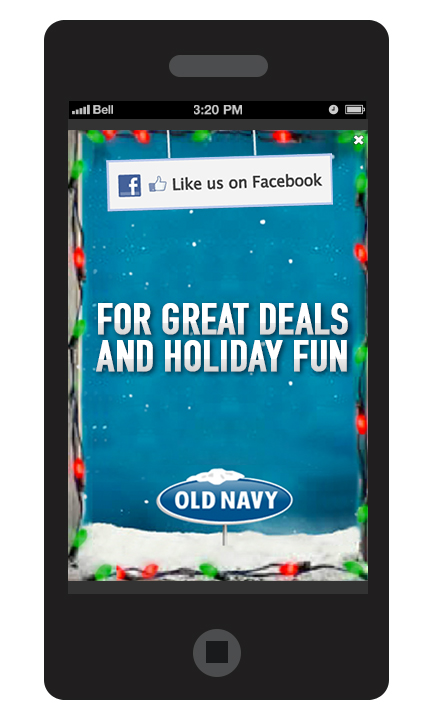 Bell 3:20 PM
f Like us on Facebook
FOR GREAT DEALS
AND HOLIDAY FUN
OLD NAVY